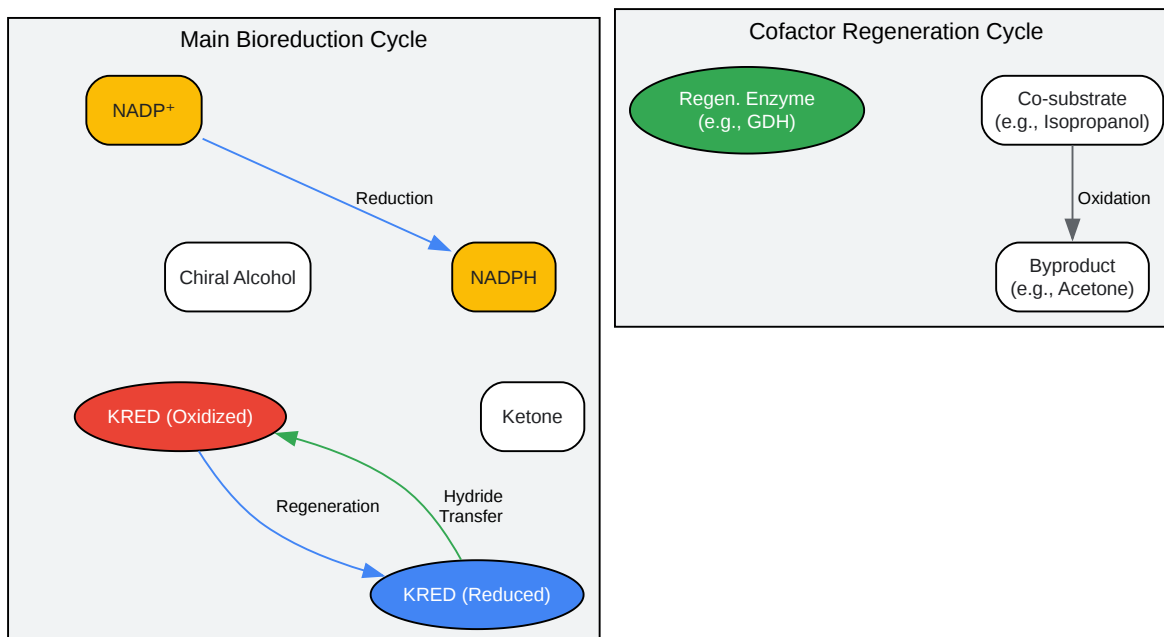 Main Bioreduction Cycle
NADP⁺
Reduction
Chiral Alcohol
NADPH
KRED (Oxidized)
Ketone
Regeneration
Hydride
Transfer
KRED (Reduced)
Cofactor Regeneration Cycle
Regen. Enzyme
(e.g., GDH)
Co-substrate
(e.g., Isopropanol)
Oxidation
Byproduct
(e.g., Acetone)